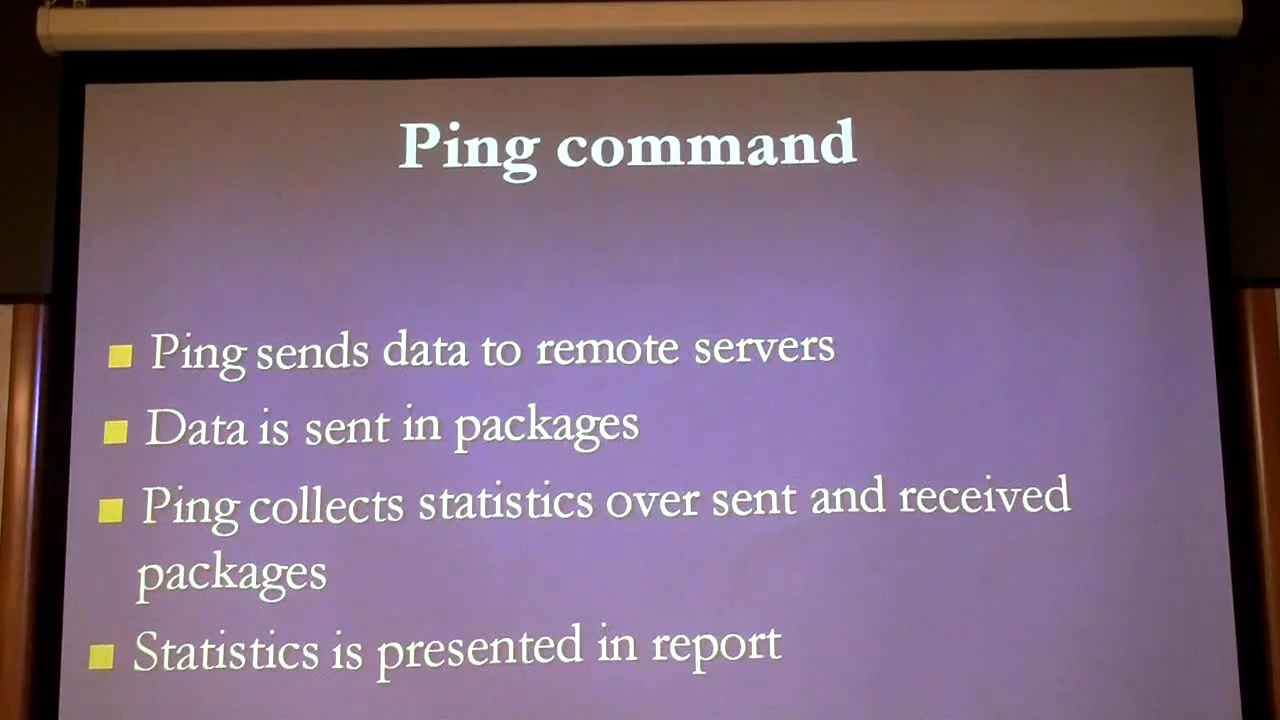 Ping command
Ping sends data to remote servers
Data is sent in packages
Ping collects statistics over sent and received
packages
Statistics is presented in report